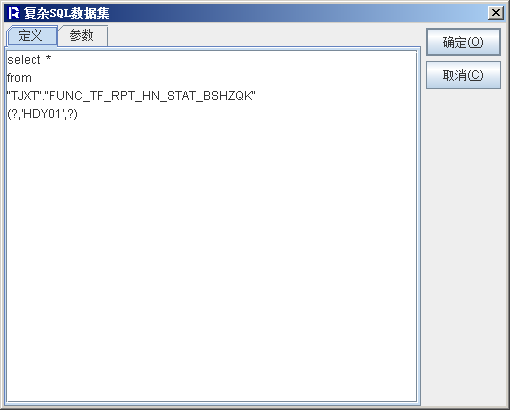 复杂SQL数据集
定义 参数
确定(O)
取消(C)
select *
from
"TJXT"."FUNC_TF_RPT_HN_STAT_BSHZQK"
(?,'HDY01',?)